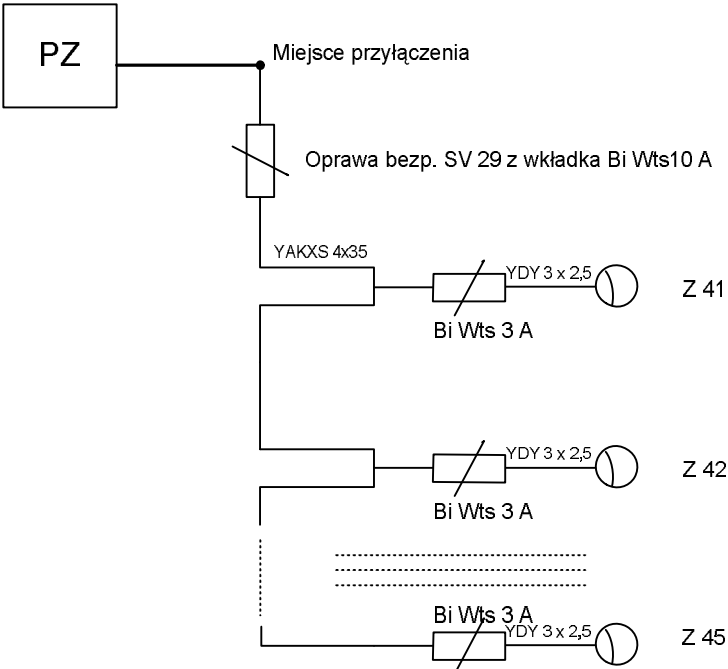 PZ
Miejsce przyłączenia
Oprawa bezp. SV 29 z wkładka Bi Wts10 A
YAKXS 4x35
YDY 3 x 2,5
Z 41
Bi Wts 3 A
YDY 3 x 2,5
Z 42
Bi Wts 3 A
Bi Wts 3 A
YDY 3 x 2,5
Z 45